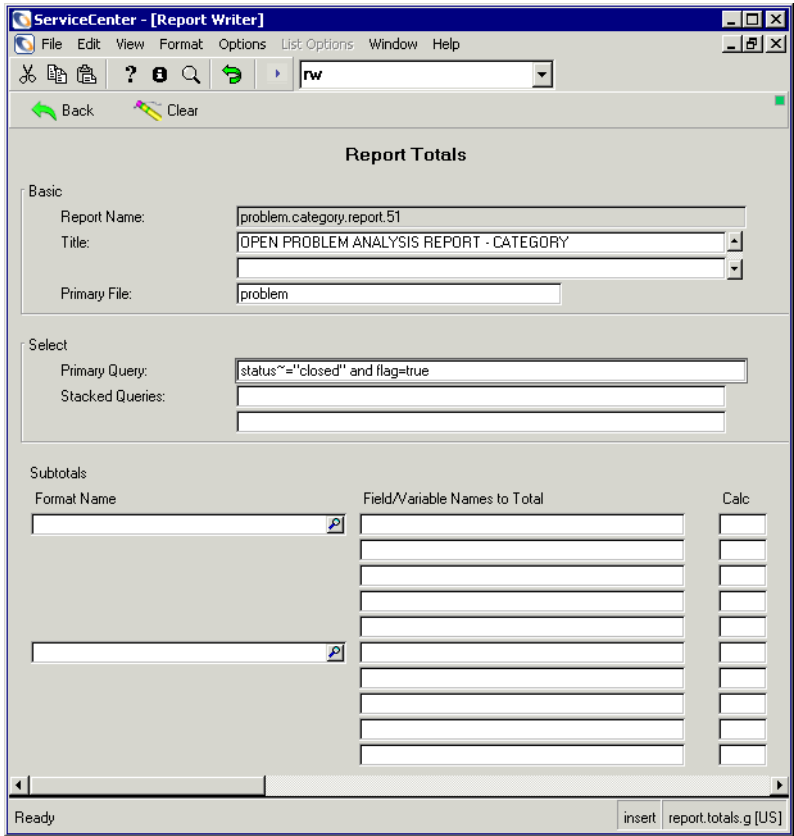 ServiceCenter - [Report Writer]
File Edit View Format Options List Options Window Help
rw
Back Clear
Report Totals
Basic
Report Name: problem.category.report.51
Title: OPEN PROBLEM ANALYSIS REPORT - CATEGORY
Primary File: problem
Select
Primary Query: status~="closed" and flag=true
Stacked Queries:
Subtotals
Format Name Field/Variable Names to Total Calc
Ready insert report.totals.g [US]